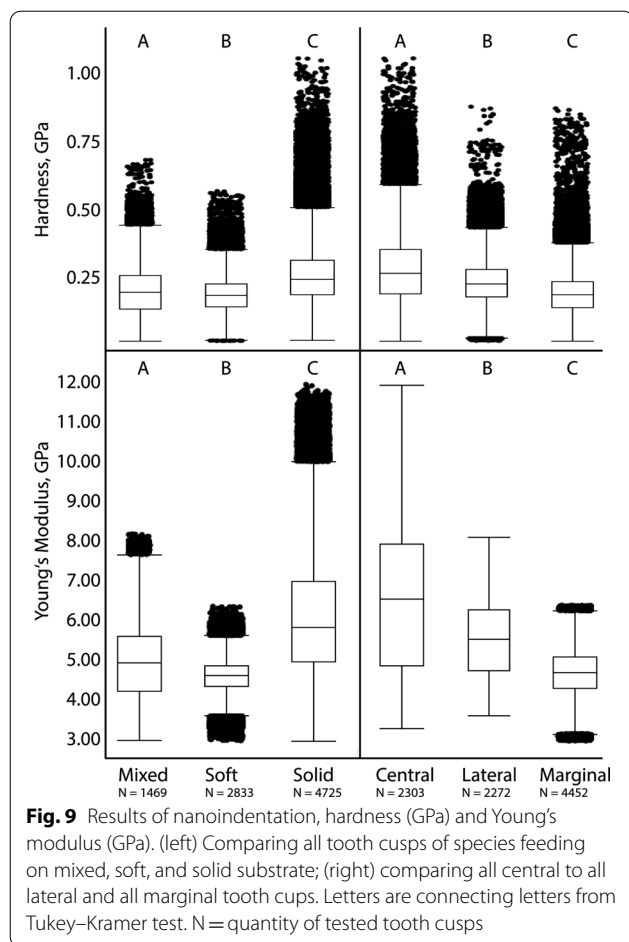 A B C A B C
1.00
0.75
0.50
0.25
Hardness, GPa
A B C A B C
12.00
11.00
10.00
9.00
8.00
7.00
6.00
5.00
4.00
3.00
Young's Modulus, GPa
Mixed Soft Solid Central Lateral Marginal
N = 1469 N = 2833 N = 4725 N = 2303 N = 2272 N = 4452
Fig. 9 Results of nanoindentation, hardness (GPa) and Young's
modulus (GPa). (left) Comparing all tooth cusps of species feeding
on mixed, soft, and solid substrate; (right) comparing all central to all
lateral and all marginal tooth cups. Letters are connecting letters from
Tukey–Kramer test. N = quantity of tested tooth cusps